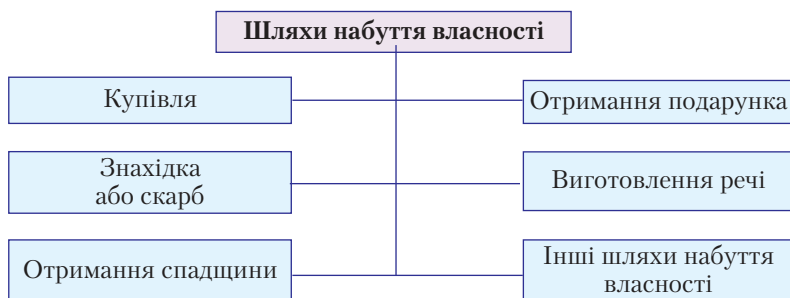 Шляхи набуття власності
Купівля
Отримання подарунка
Знахідка
або скарб
Виготовлення речі
Отримання спадщини
Інші шляхи набуття
власності